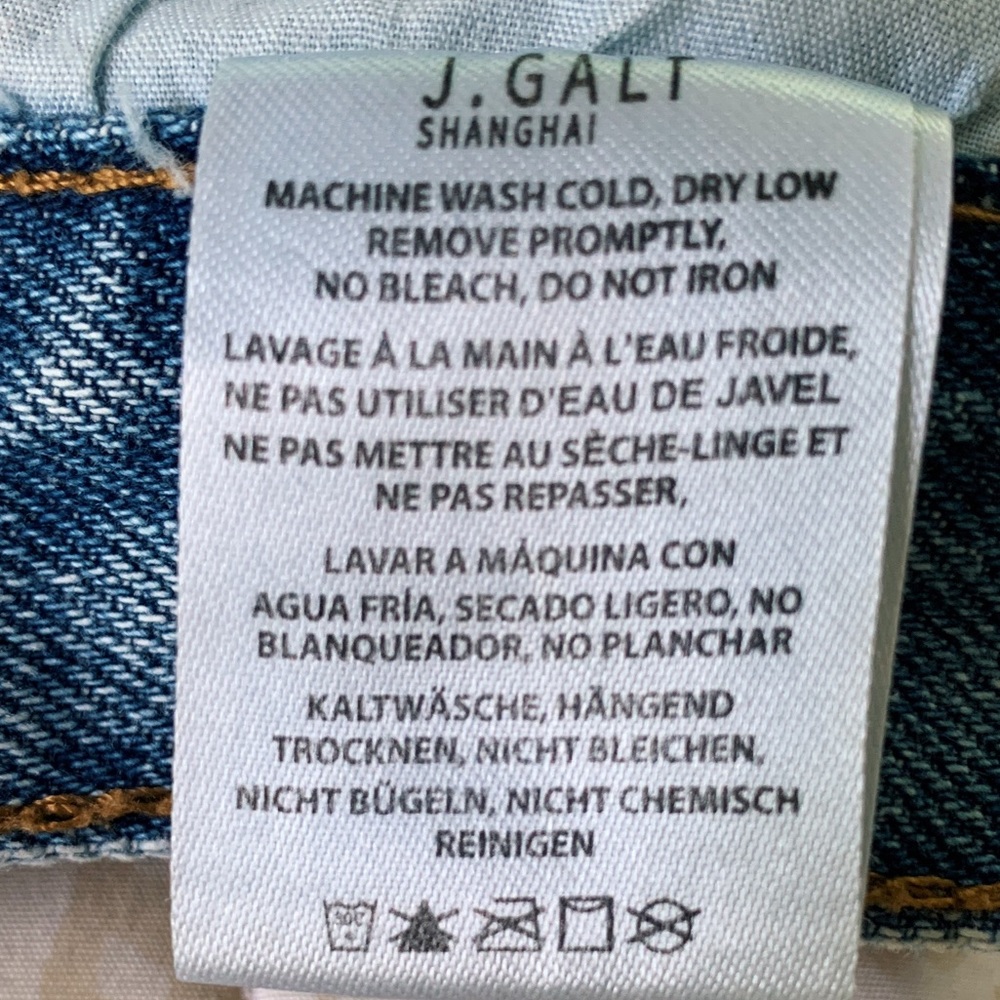 J. GALT
SHANGHAI
MACHINE WASH COLD, DRY LOW
REMOVE PROMPTLY,
NO BLEACH, DO NOT IRON
LAVAGE À LA MAIN À L'EAU FROIDE,
NE PAS UTILISER D'EAU DE JAVEL
NE PAS METTRE AU SÈCHE-LINGE ET
NE PAS REPASSER,
LAVAR A MÁQUINA CON
AGUA FRÍA, SECADO LIGERO, NO
BLANQUEADOR, NO PLANCHAR
KALTWÄSCHE, HÄNGEND
TROCKNEN, NICHT BLEICHEN,
NICHT BÜGELN, NICHT CHEMISCH
REINIGEN